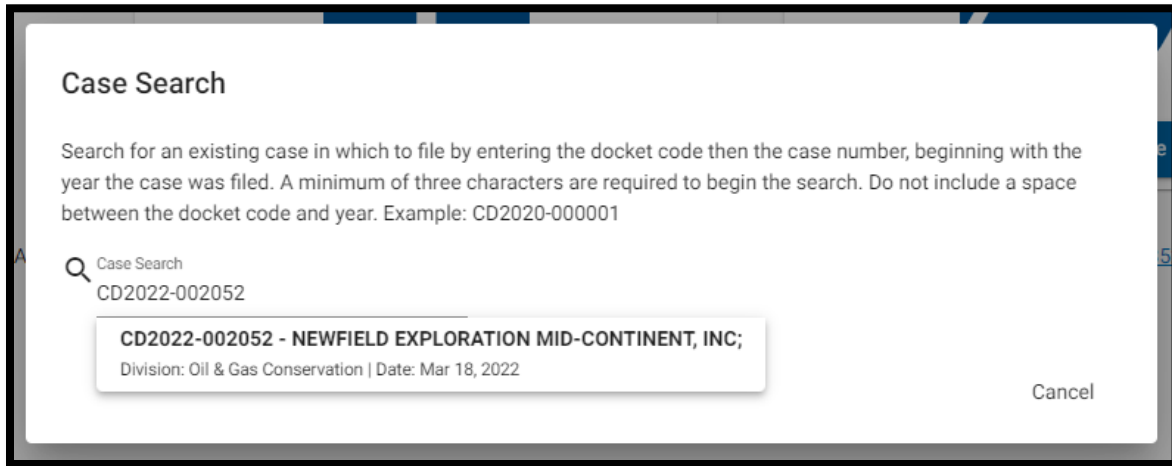 Case Search
Search for an existing case in which to file by entering the docket code then the case number, beginning with the
year the case was filed. A minimum of three characters are required to begin the search. Do not include a space
between the docket code and year. Example: CD2020-000001
Case Search
CD2022-002052
CD2022-002052 - NEWFIELD EXPLORATION MID-CONTINENT, INC;
Division: Oil & Gas Conservation | Date: Mar 18, 2022
Cancel